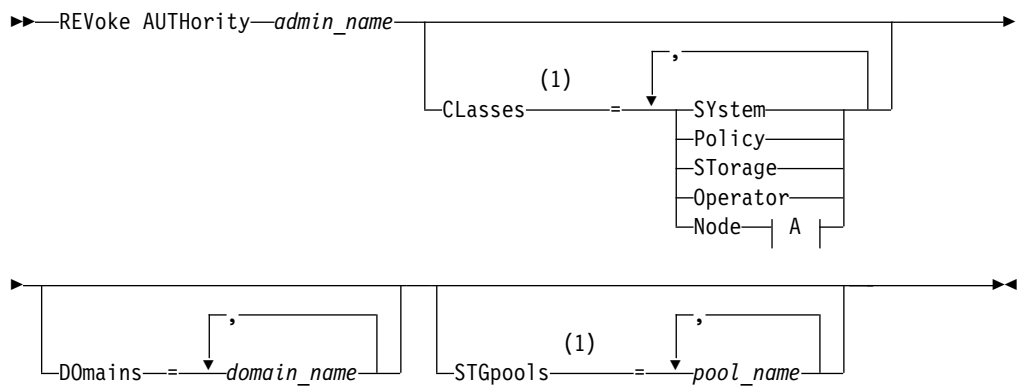 REVoke AUTHority admin_name
,
(1)
CLasses = SYstem
Policy
STorage
Operator
Node A
, ,
(1)
DOmains = domain_name STGpools = pool_name